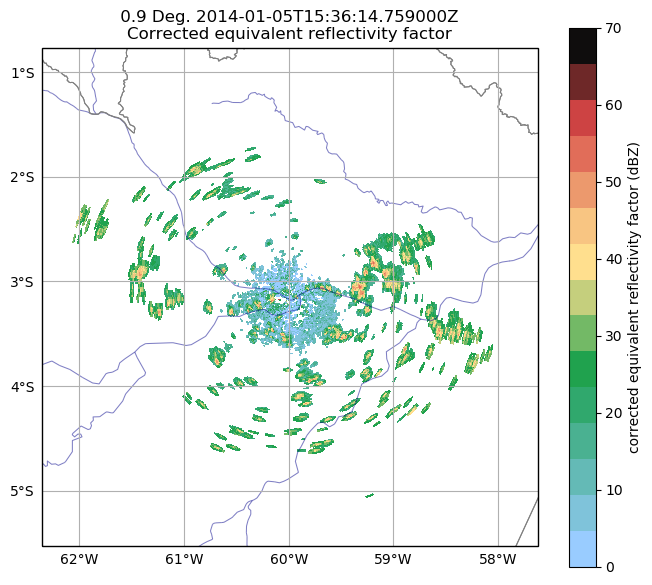 0.9 Deg. 2014-01-05T15:36:14.759000Z
Corrected equivalent reflectivity factor
1°S
2°S
3°S
4°S
5°S
62°W
61°W
60°W
59°W
58°W
70
60
50
40
30
20
10
0
corrected equivalent reflectivity factor (dBZ)